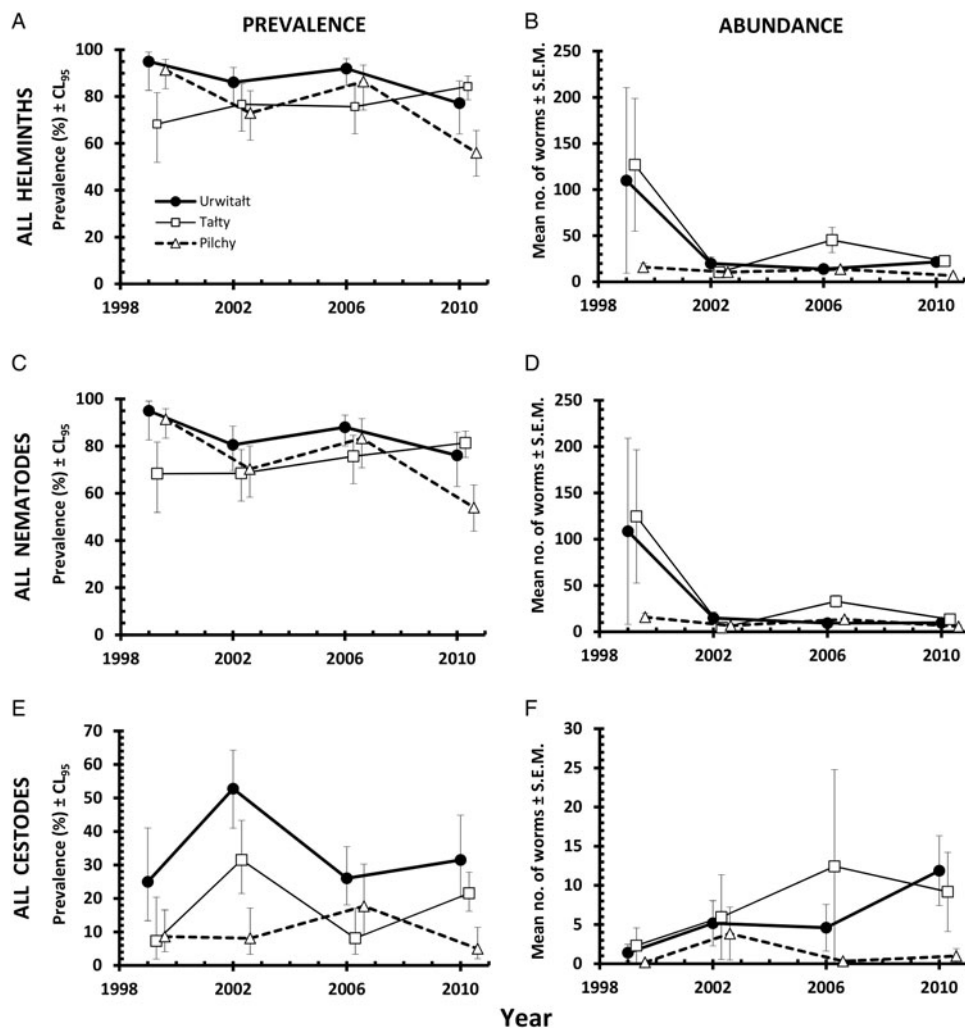 PREVALENCE
ABUNDANCE
A
ALL HELMINTHS
Prevalence (%) ± CL95
100
80
60
40
20
0
Urwitałt
Tałty
Pilchy
1998 2002 2006 2010
B
Mean no. of worms ± S.E.M.
250
200
150
100
50
0
1998 2002 2006 2010
C
ALL NEMATODES
Prevalence (%) ± CL95
100
80
60
40
20
0
1998 2002 2006 2010
D
Mean no. of worms ± S.E.M.
250
200
150
100
50
0
1998 2002 2006 2010
E
ALL CESTODES
Prevalence (%) ± CL95
70
60
50
40
30
20
10
0
1998 2002 2006 2010
F
Mean no. of worms ± S.E.M.
30
25
20
15
10
5
0
1998 2002 2006 2010
Year